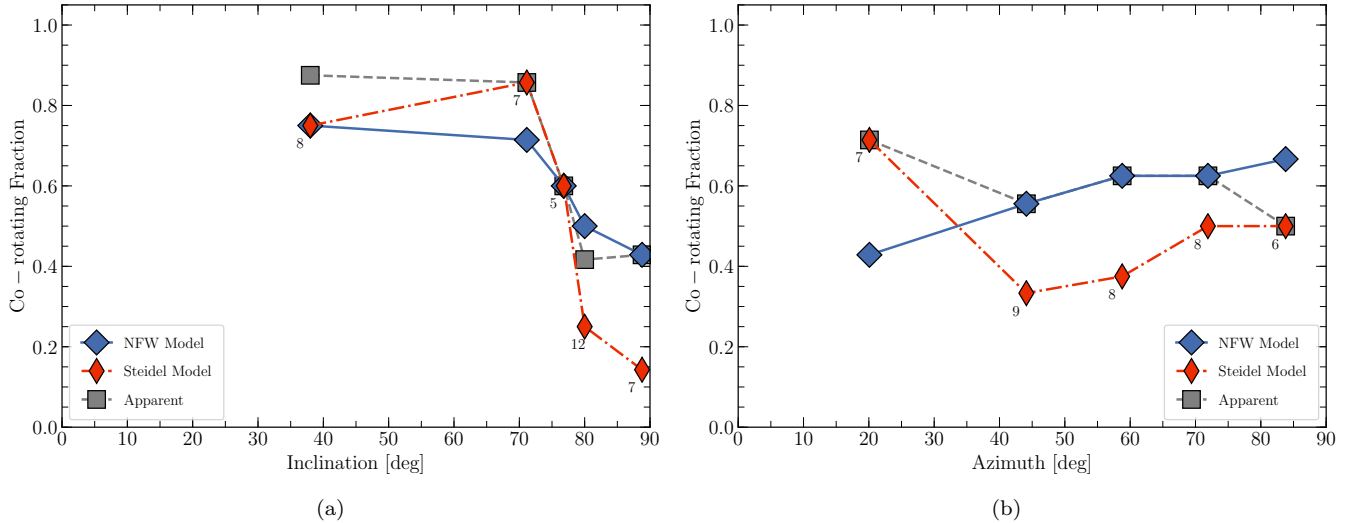 1.0
0.8
0.6
0.4
0.2
0.0
Co − rotating Fraction
8
7
5
12
7
NFW Model
Steidel Model
Apparent
0 10 20 30 40 50 60 70 80 90
Inclination [deg]
(a)
1.0
0.8
0.6
0.4
0.2
0.0
Co − rotating Fraction
7
9
8
8
6
NFW Model
Steidel Model
Apparent
0 10 20 30 40 50 60 70 80 90
Azimuth [deg]
(b)